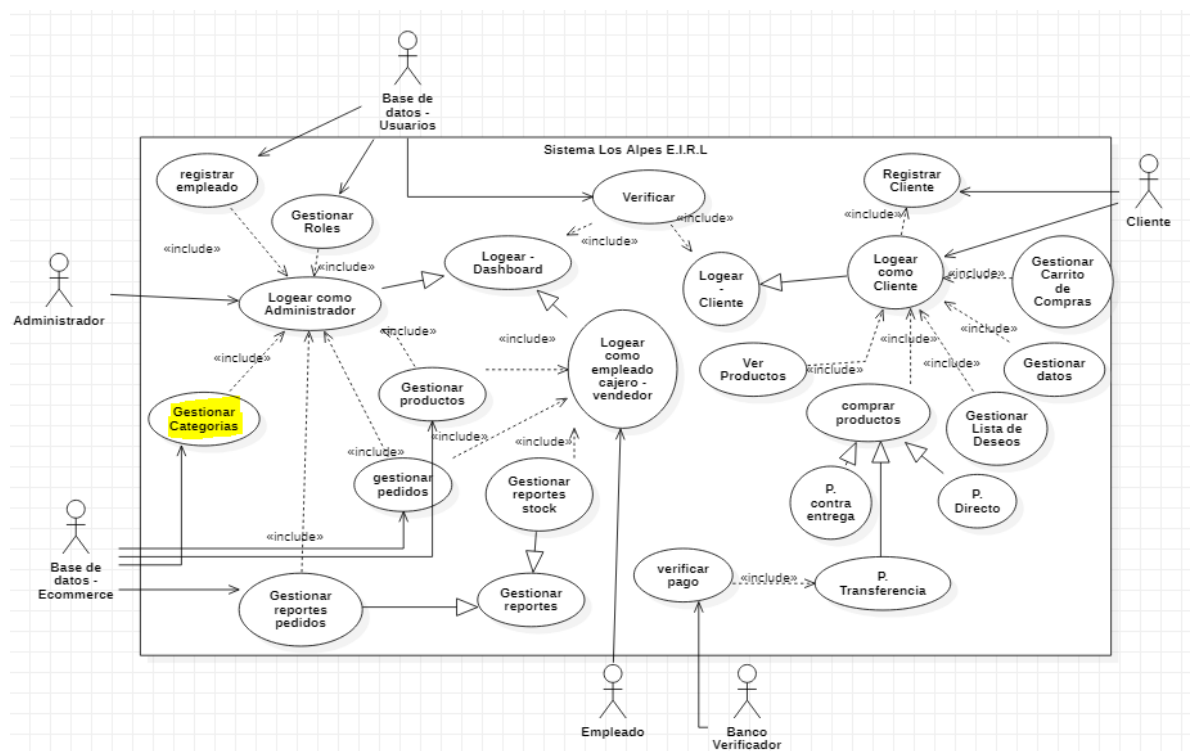 Base de
datos -
Usuarios
Sistema Los Alpes E.I.R.L
registrar
empleado
Gestionar
Roles
Verificar
Registrar
Cliente
Cliente
«include»
«include»
«include»
«include»
«include»
Logear -
Dashboard
Logear
-
Cliente
Logear
como
Cliente
«include»
Gestionar
Carrito
de
Compras
Administrador
Logear como
Administrador
«include»
«include»
«include»
«include»
«include»
«include»
«include»
Logear
como
empleado
cajero -
vendedor
Ver
Productos
Gestionar
datos
Gestionar
Categorias
Gestionar
productos
comprar
productos
Gestionar
Lista de
Deseos
«include»
«include»
gestionar
pedidos
Gestionar
reportes
stock
P.
contra
entrega
P.
Directo
«include»
Base de
datos -
Ecommerce
Gestionar
reportes
pedidos
Gestionar
reportes
verificar
pago
«include»
P.
Transferencia
Empleado
Banco
Verificador